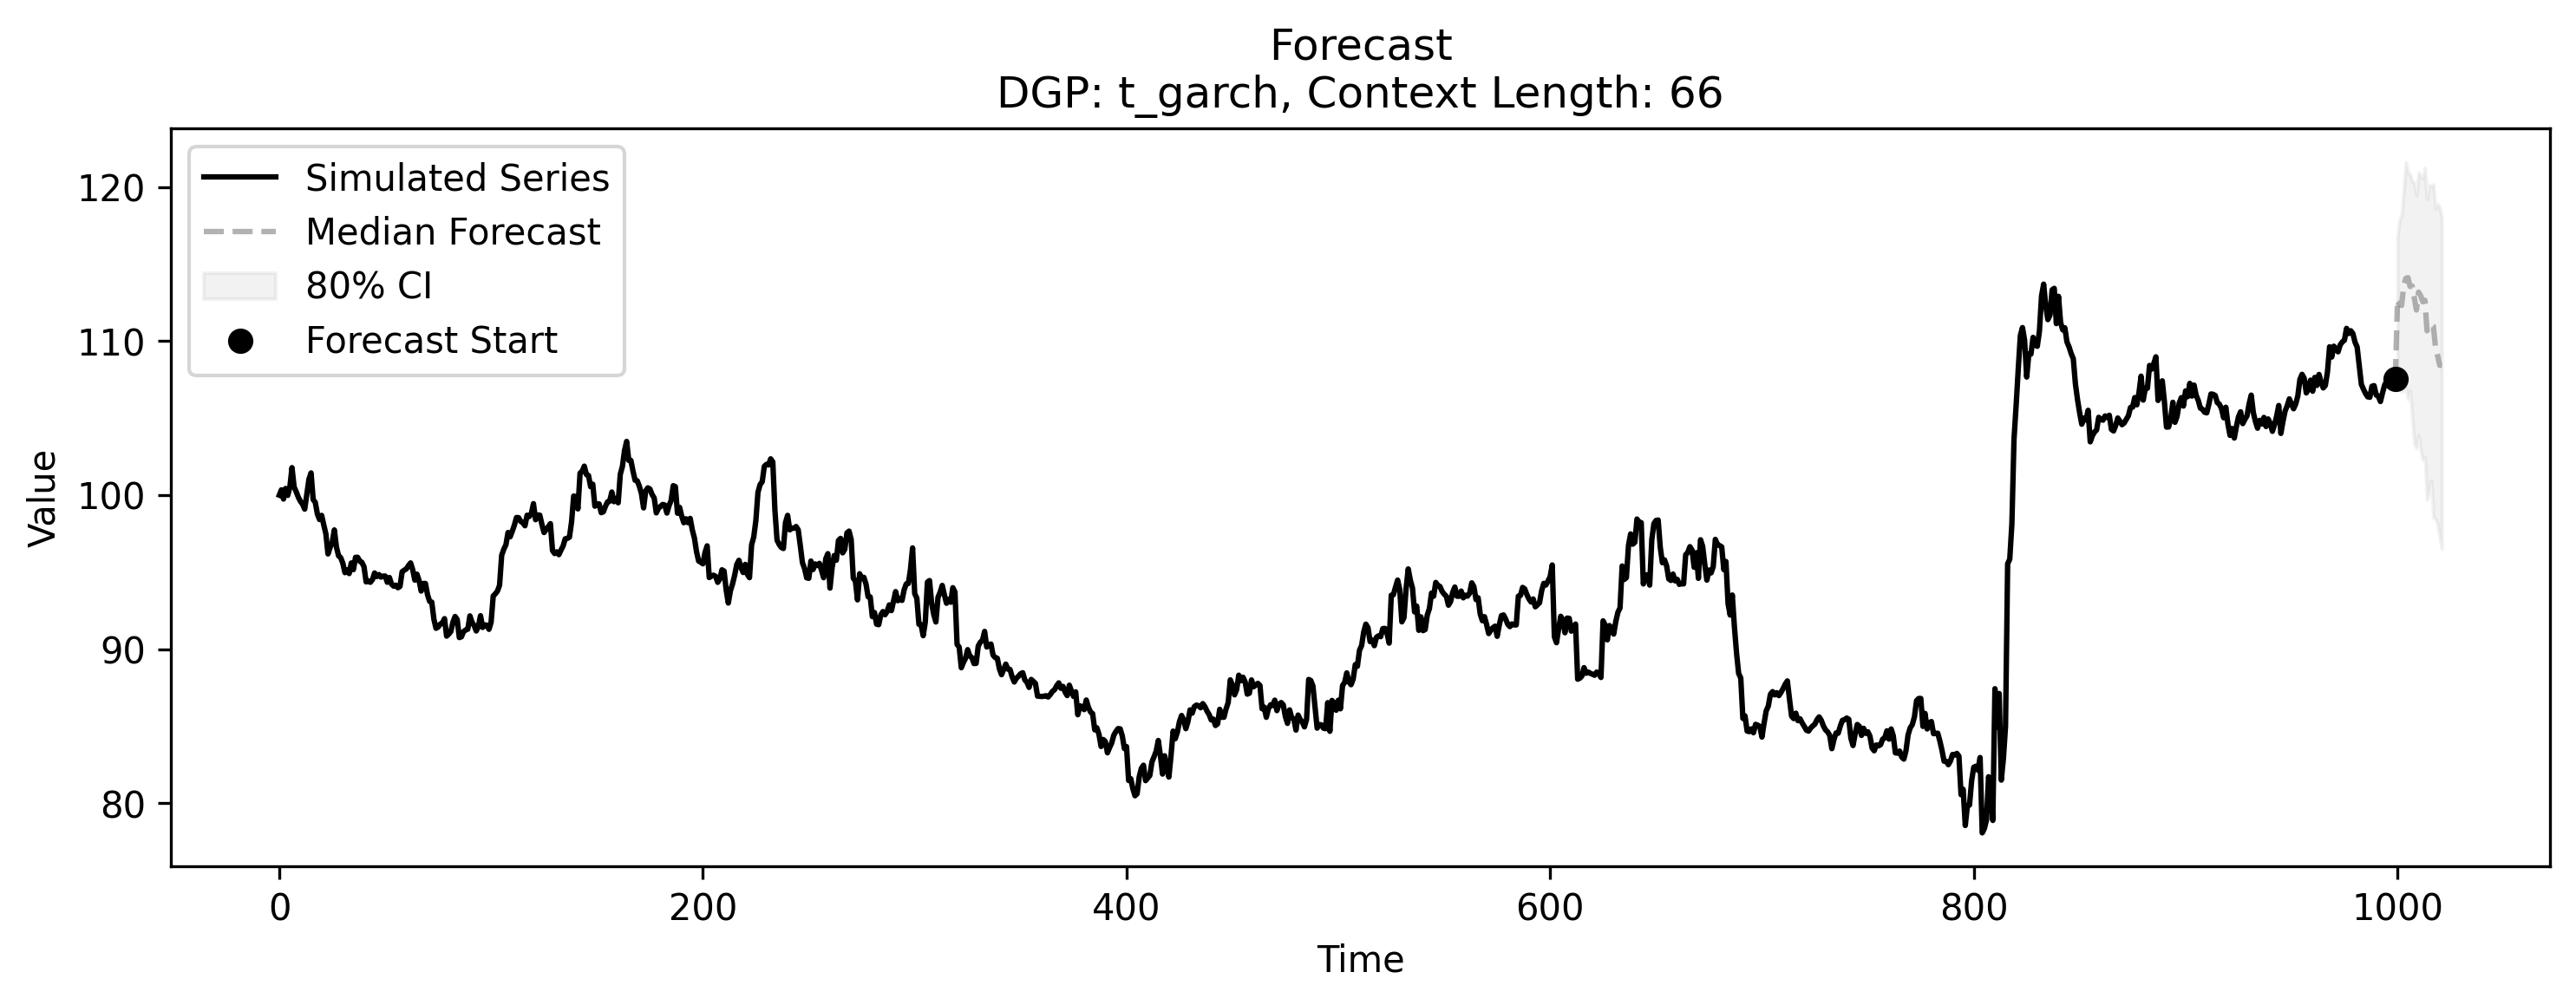 Forecast
DGP: t_garch, Context Length: 66
Simulated Series
Median Forecast
80% CI
Forecast Start
120
110
100
90
80
Value
0
200
400
600
800
1000
Time